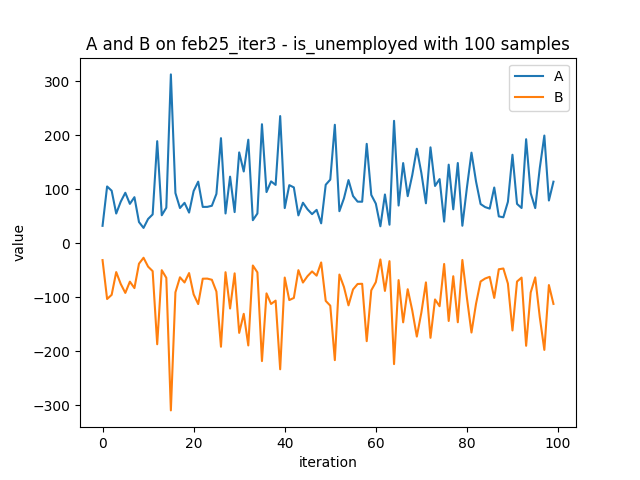 A and B on feb25_iter3 - is_unemployed with 100 samples
A
B
300
200
100
0
−100
−200
−300
value
0
20
40
60
80
100
iteration